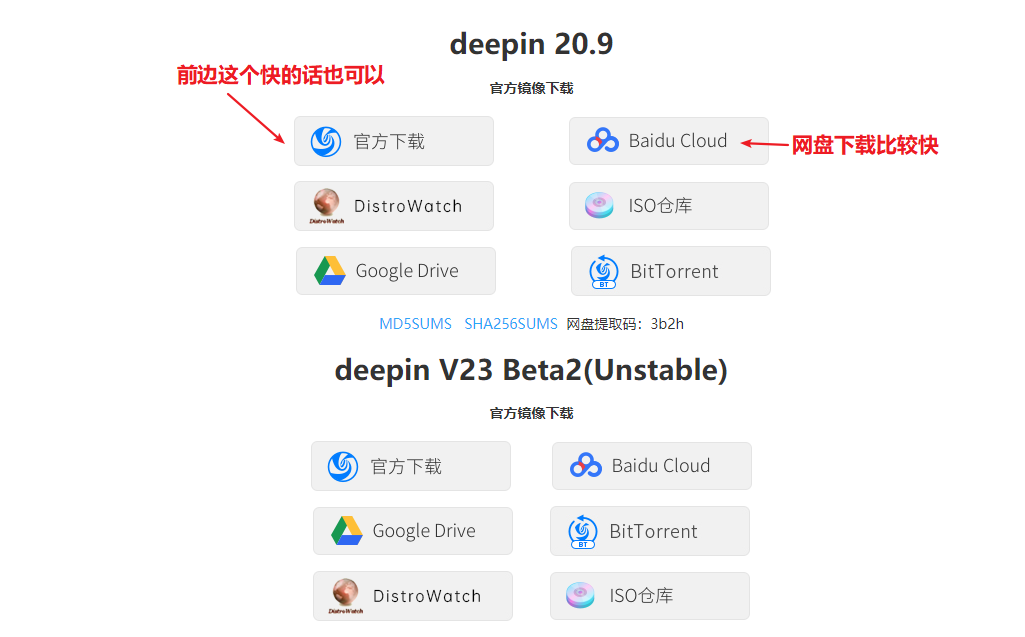 deepin 20.9
前边这个快的话也可以
官方镜像下载
官方下载
Baidu Cloud
网盘下载比较快
DistroWatch
DistroWatch
ISO仓库
Google Drive
BitTorrent
BT
MD5SUMS SHA256SUMS 网盘提取码：3b2h
deepin V23 Beta2(Unstable)
官方镜像下载
官方下载
Baidu Cloud
Google Drive
BitTorrent
BT
DistroWatch
DistroWatch
ISO仓库